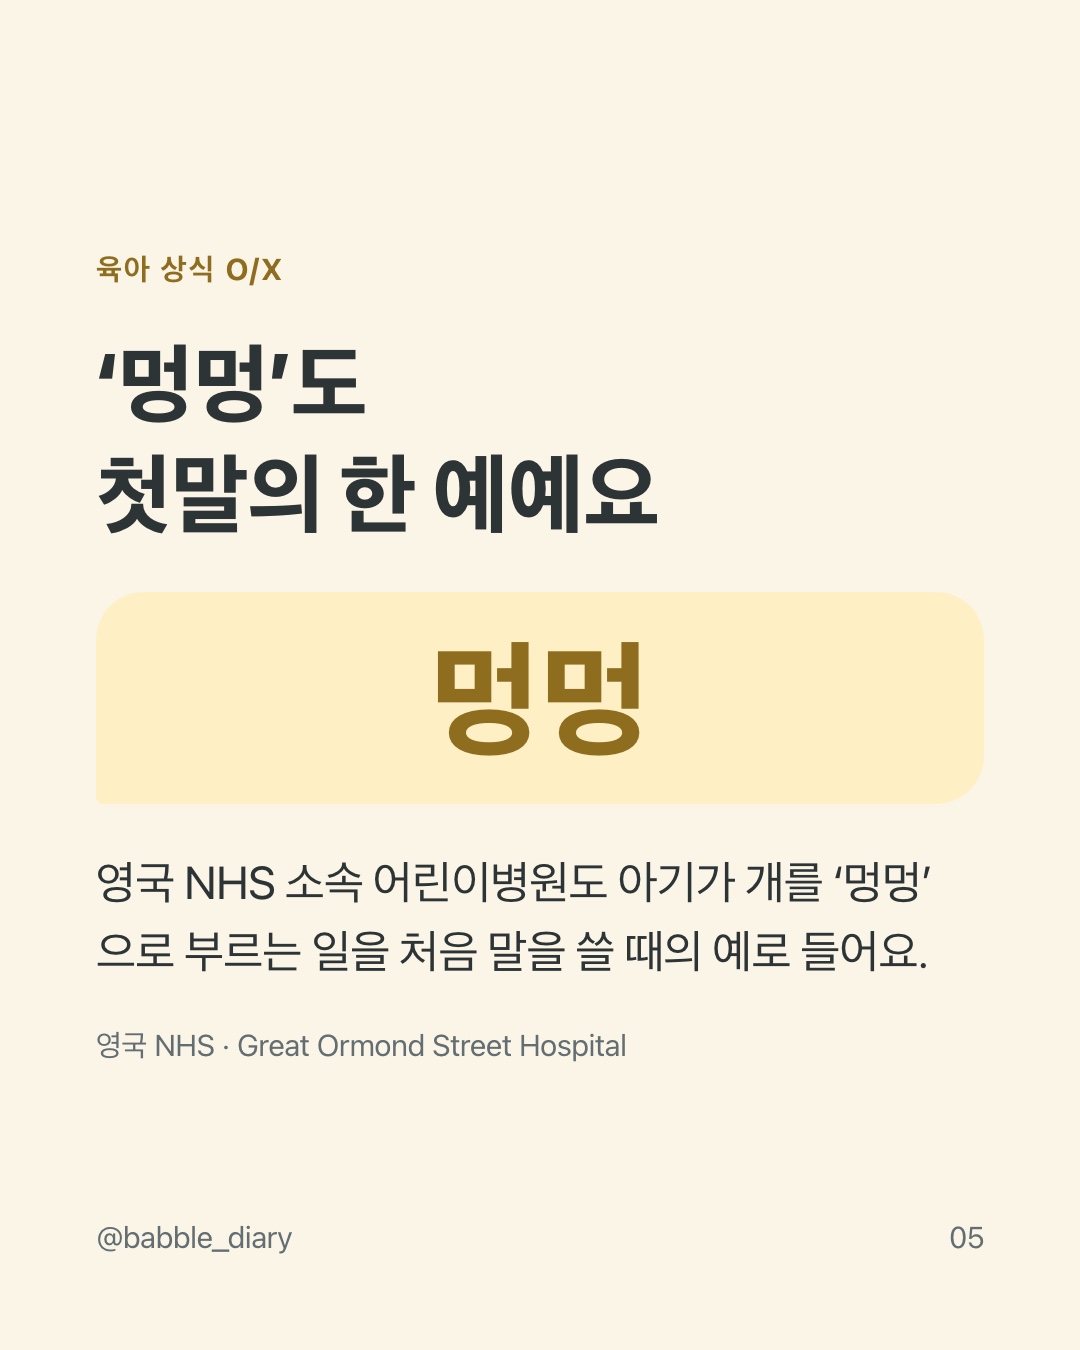 육아 상식 O/X
‘멍멍’도
첫말의 한 예예요
멍멍
영국 NHS 소속 어린이병원도 아기가 개를 ‘멍멍’
으로 부르는 일을 처음 말을 쓸 때의 예로 들어요.
영국 NHS · Great Ormond Street Hospital
@babble_diary
05